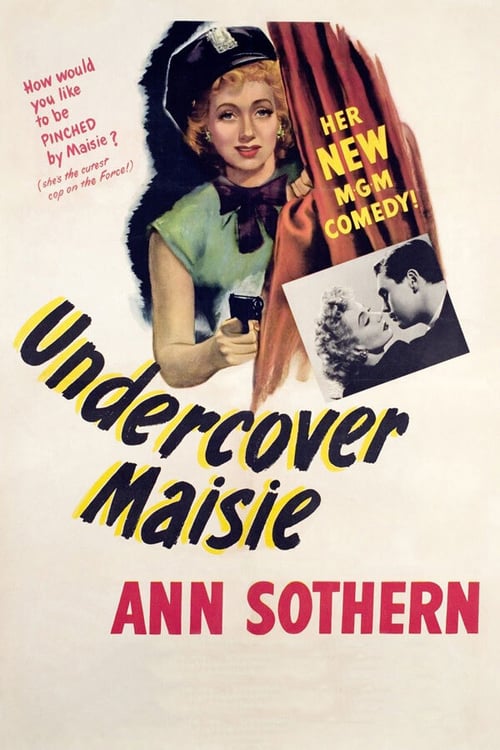 How would
you like
to be
PINCHED
by Maisie?
(she's the cutest
cop on the Force!)
HER
NEW
M-G-M
COMEDY!
Undercover
Maisie
ANN SOTHERN